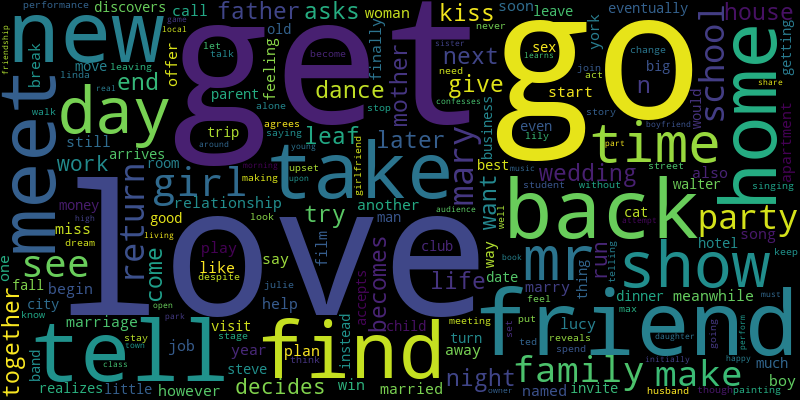 performance
discovers
call
father
asks
woman
kiss
soon
leave
eventually
house
new
get
go
friendship
game
local
let
talk
become
old
never
york
school
break
move
leaving
offer
feeling
finally
mother
next
sex
change
learns
join
act
big
linda
real
end
parent
sister
need
confesses
give
start
n
getting
share
meet
day
dance
alone
stop
business
story
would
home
walk
trip
agrees
saying
even
lily
boyfriend
still
around
leaf
later
time
part
street
arrives
morning
young
take
mary
best
wedding
also
apartment
work
room
upset
upon
girlfriend
making
student
without
walter
singing
girl
relationship
another
want
back
cat
party
money
return
high
miss
good
try
man
audience
well
music
accept
dream
look
love
club
way
book
mr
song
hotel
keep
one
see
living
play
film
becomes
run
telling
come
like
say
life
thing
show
fall
despite
julie
date
marry
feel
begin
help
accepts
dinner
meanwhile
together
city
open
child
friend
max
must
know
marriage
park
meeting
set
put
lucy
daughter
going
perform
tell
visit
find
instead
turn
reveals
much
band
stay
town
stage
job
year
plan
think
away
ted
spend
family
initially
happy
make
boy
class
steve
win
night
named
invite
realizes
little
however
decides
married
owner
husband
though
painting